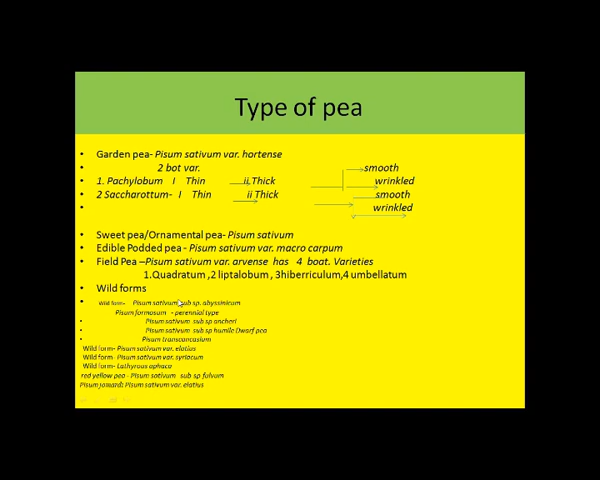 Type of pea
Garden pea- Pisum sativum var. hortense
2 bot var.
smooth
1. Pachylobum I Thin ii.Thick wrinkled
2 Saccharottum- I Thin ii Thick smooth
wrinkled
Sweet pea/Ornamental pea- Pisum sativum
Edible Podded pea - Pisum sativum var. macro carpum
Field Pea –Pisum sativum var. arvense has 4 boat. Varieties
1.Quadratum ,2 liptalobum , 3hiberriculum,4 umbellatum
Wild forms
Wild form- Pisum sativum sub sp. abyssinicum
Pisum formosum - perennial type
Pisum sativum sub sp
Pisum sativum sub sp humile Dwarf pea
Pisum transcaucasium
Wild form- Pisum sativum var. elatius
Wild form- Pisum sativum var. syriacum
Wild form- Lathyrous aphaca
red yellow pea - Pisum sativum sub sp fulvum
Pisum Pisum sativum var. elatius